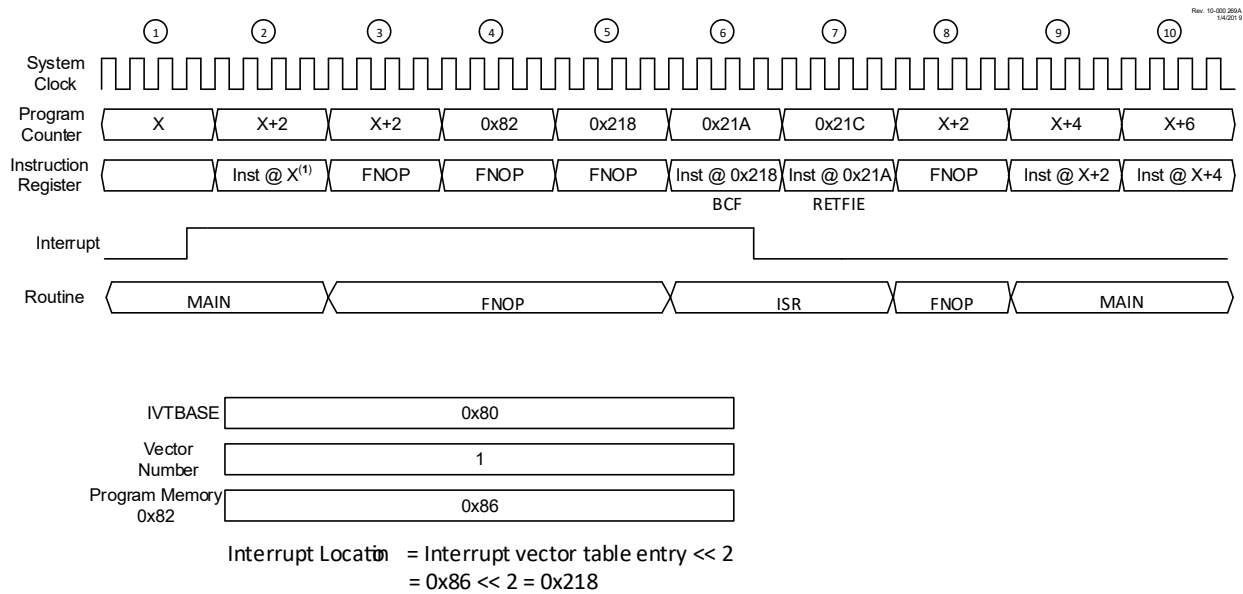 Rev. 10-000 269A
1/4/201 9
1 2 3 4 5 6 7 8 9 10
System
Clock
Program
Counter
X X+2 X+2 0x82 0x218 0x21A 0x21C X+2 X+4 X+6
Instruction
Register
Inst @ X(1) FNOP FNOP FNOP Inst @ 0x218 Inst @ 0x21A FNOP Inst @ X+2 Inst @ X+4
BCF RETFIE
Interrupt
Routine
MAIN FNOP ISR FNOP MAIN
IVTBASE 0x80
Vector
Number
1
Program Memory
0x82
0x86
Interrupt Location = Interrupt vector table entry << 2
= 0x86 << 2 = 0x218